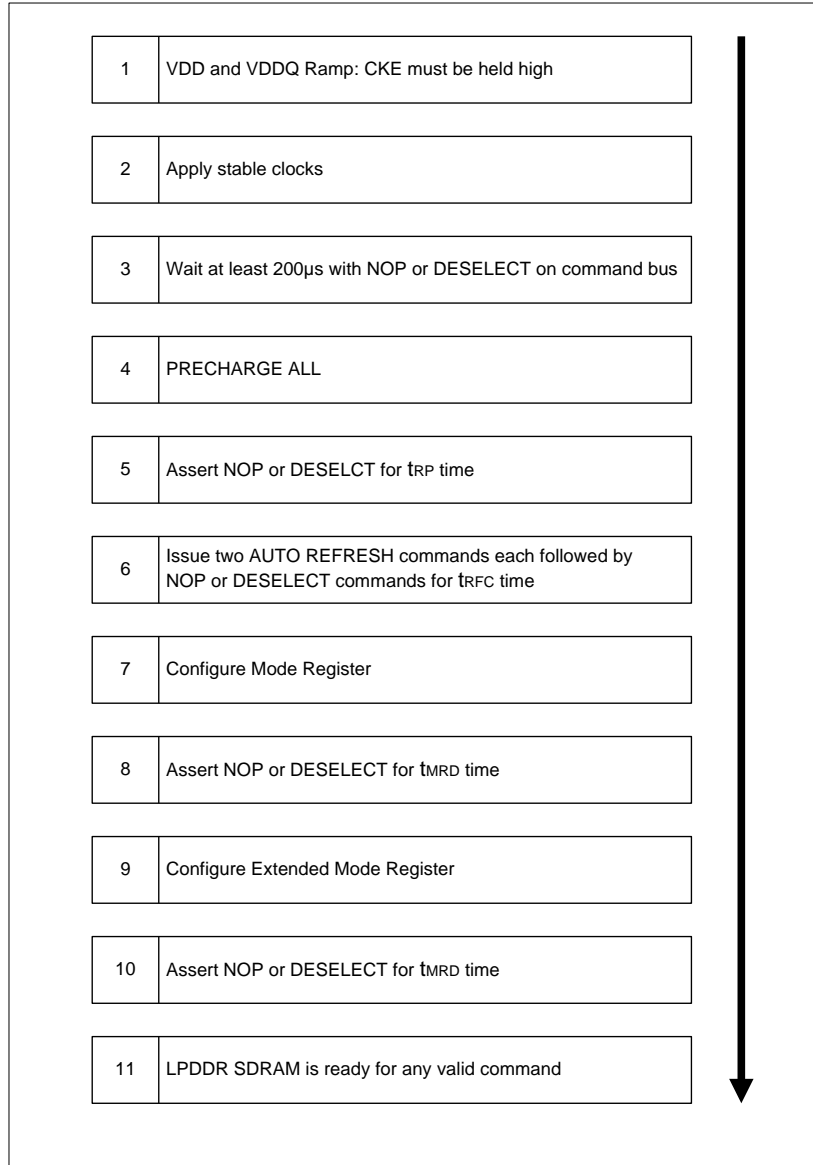 1 VDD and VDDQ Ramp: CKE must be held high
2 Apply stable clocks
3 Wait at least 200µs with NOP or DESELECT on command bus
4 PRECHARGE ALL
5 Assert NOP or DESELCT for tRP time
6 Issue two AUTO REFRESH commands each followed by
NOP or DESELECT commands for tRFC time
7 Configure Mode Register
8 Assert NOP or DESELECT for tMRD time
9 Configure Extended Mode Register
10 Assert NOP or DESELECT for tMRD time
11 LPDDR SDRAM is ready for any valid command